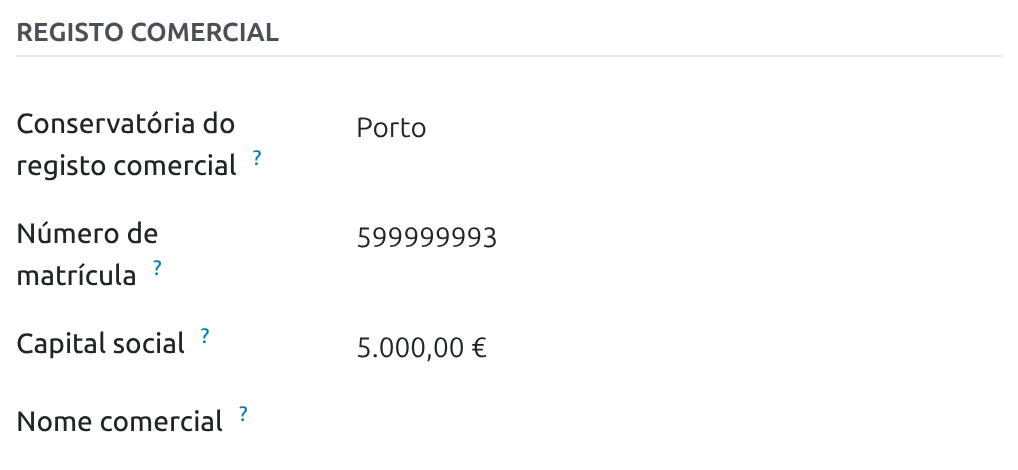 REGISTO COMERCIAL
Conservatória do
registo comercial ?
Porto
Número de
matrícula ?
599999993
Capital social ?
5.000,00 €
Nome comercial ?